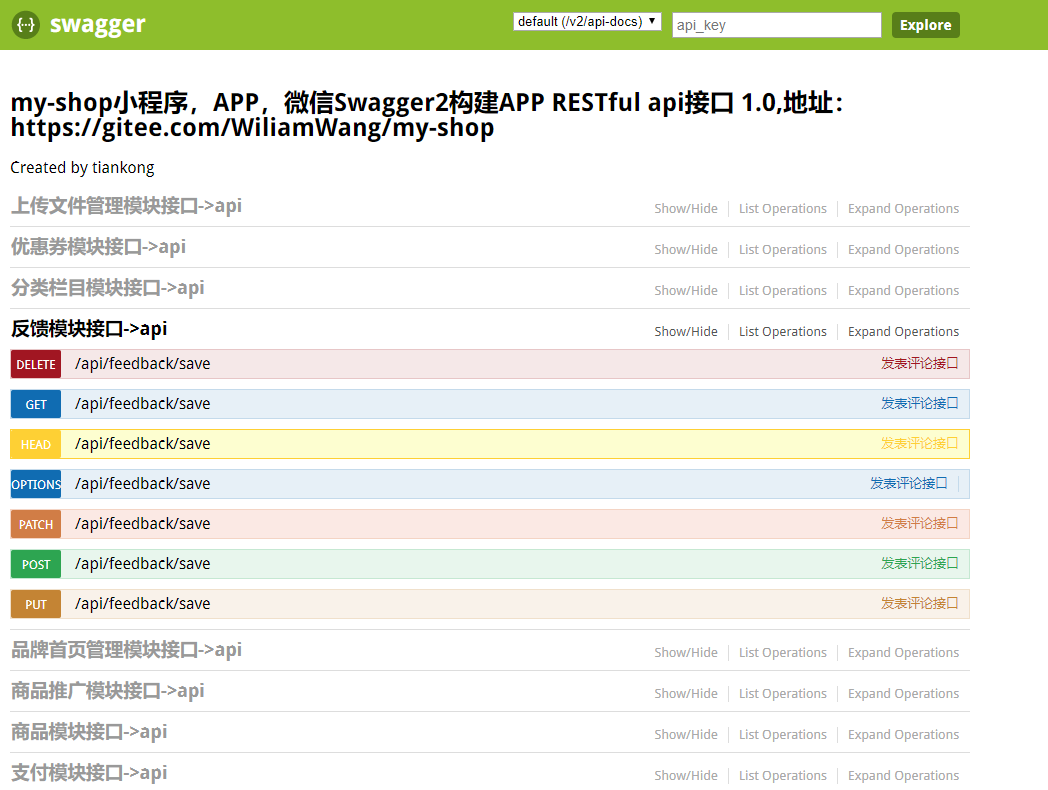 {···} swagger default (/v2/api-docs) ▼ api_key Explore
my-shop小程序，APP，微信Swagger2构建APP RESTful api接口 1.0,地址：
https://gitee.com/WiliamWang/my-shop
Created by tiankong
上传文件管理模块接口->api Show/Hide List Operations Expand Operations
优惠券模块接口->api Show/Hide List Operations Expand Operations
分类栏目模块接口->api Show/Hide List Operations Expand Operations
反馈模块接口->api Show/Hide List Operations Expand Operations
DELETE /api/feedback/save 发表评论接口
GET /api/feedback/save 发表评论接口
HEAD /api/feedback/save 发表评论接口
OPTIONS /api/feedback/save 发表评论接口
PATCH /api/feedback/save 发表评论接口
POST /api/feedback/save 发表评论接口
PUT /api/feedback/save 发表评论接口
品牌首页管理模块接口->api Show/Hide List Operations Expand Operations
商品推广模块接口->api Show/Hide List Operations Expand Operations
商品模块接口->api Show/Hide List Operations Expand Operations
支付模块接口->api Show/Hide List Operations Expand Operations